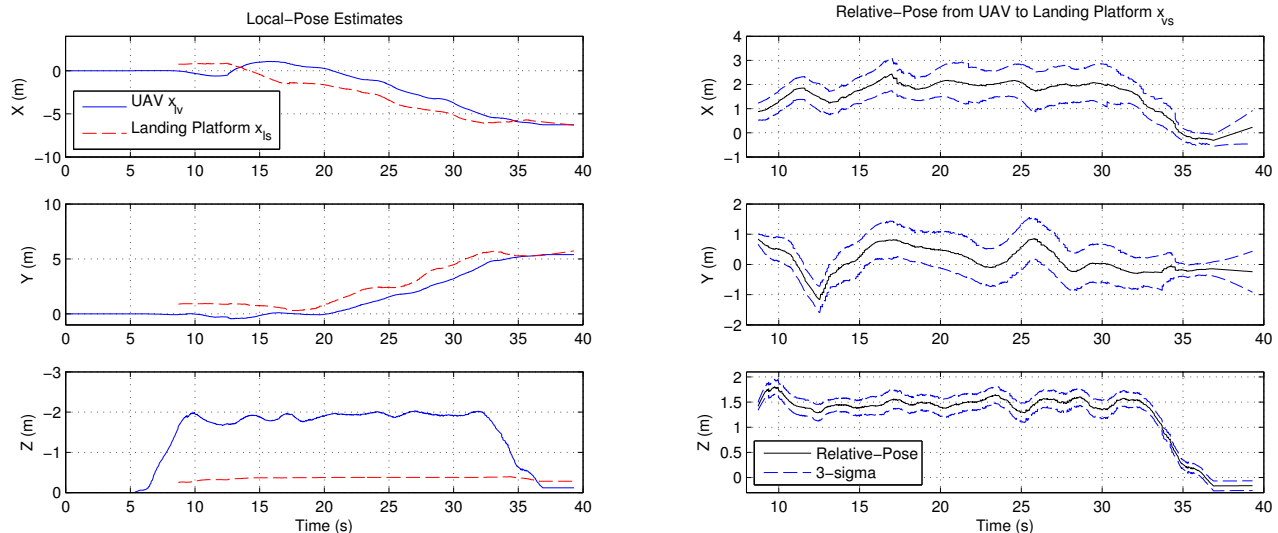 Local−Pose Estimates
X (m)
0
−5
−10
0 5 10 15 20 25 30 35 40
UAV x_lv
Landing Platform x_ls
Y (m)
10
5
0
0 5 10 15 20 25 30 35 40
Z (m)
−3
−2
−1
0
0 5 10 15 20 25 30 35 40
Time (s)
Relative−Pose from UAV to Landing Platform x_vs
X (m)
4
3
2
1
0
−1
10 15 20 25 30 35 40
Y (m)
2
1
0
−1
−2
10 15 20 25 30 35 40
Z (m)
2
1.5
1
0.5
0
10 15 20 25 30 35 40
Relative−Pose
3−sigma
Time (s)